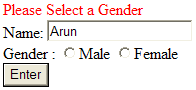 Please Select a Gender
Name: Arun
Gender : Male Female
Enter